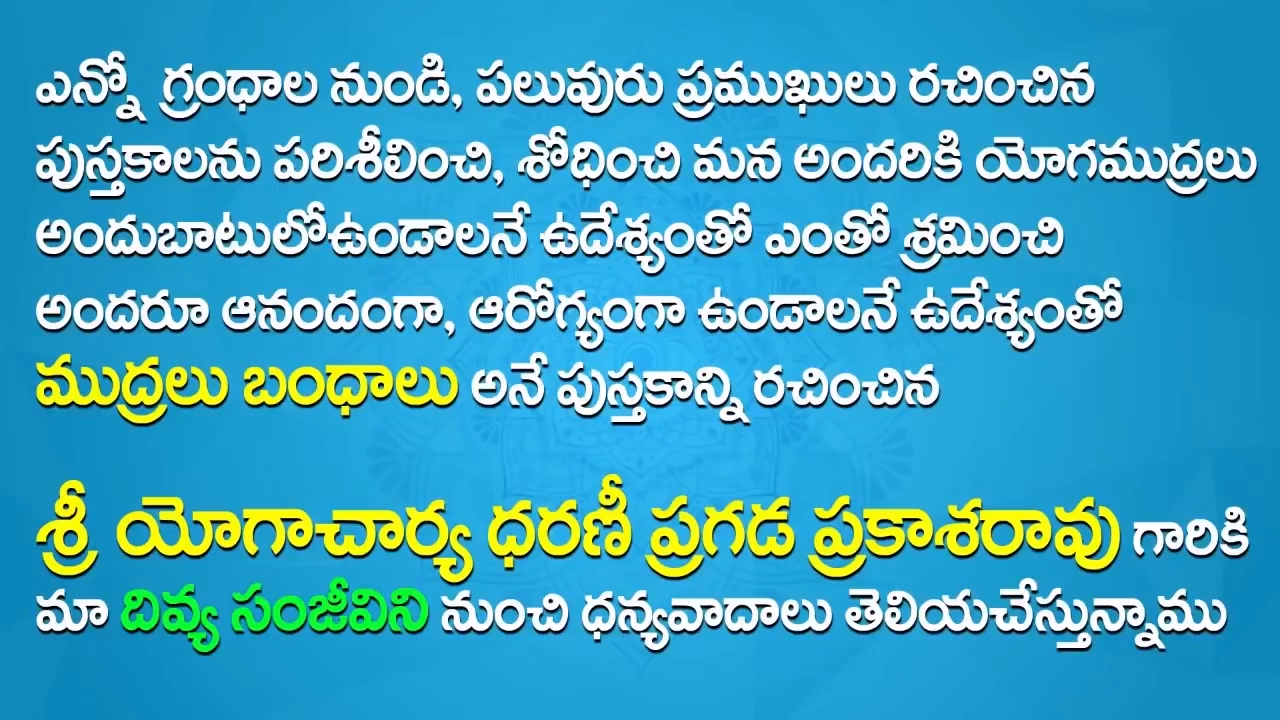 ఎన్నో గ్రంధాల నుండి, పలువురు ప్రముఖులు రచించిన
పుస్తకాలను పరిశీలించి, శోధించి మన అందరికి యోగముద్రలు
అందుబాటులోఉండాలనే ఉదేశ్యంతో ఎంతో శ్రమించి
అందరూ ఆనందంగా, ఆరోగ్యంగా ఉండాలనే ఉదేశ్యంతో
ముద్రలు బంధాలు అనే పుస్తకాన్ని రచించిన
శ్రీ యోగాచార్య ధరణీ ప్రగడ ప్రకాశరావు గారికి
మా దివ్య సంజీవిని నుంచి ధన్యవాదాలు తెలియచేస్తున్నాము